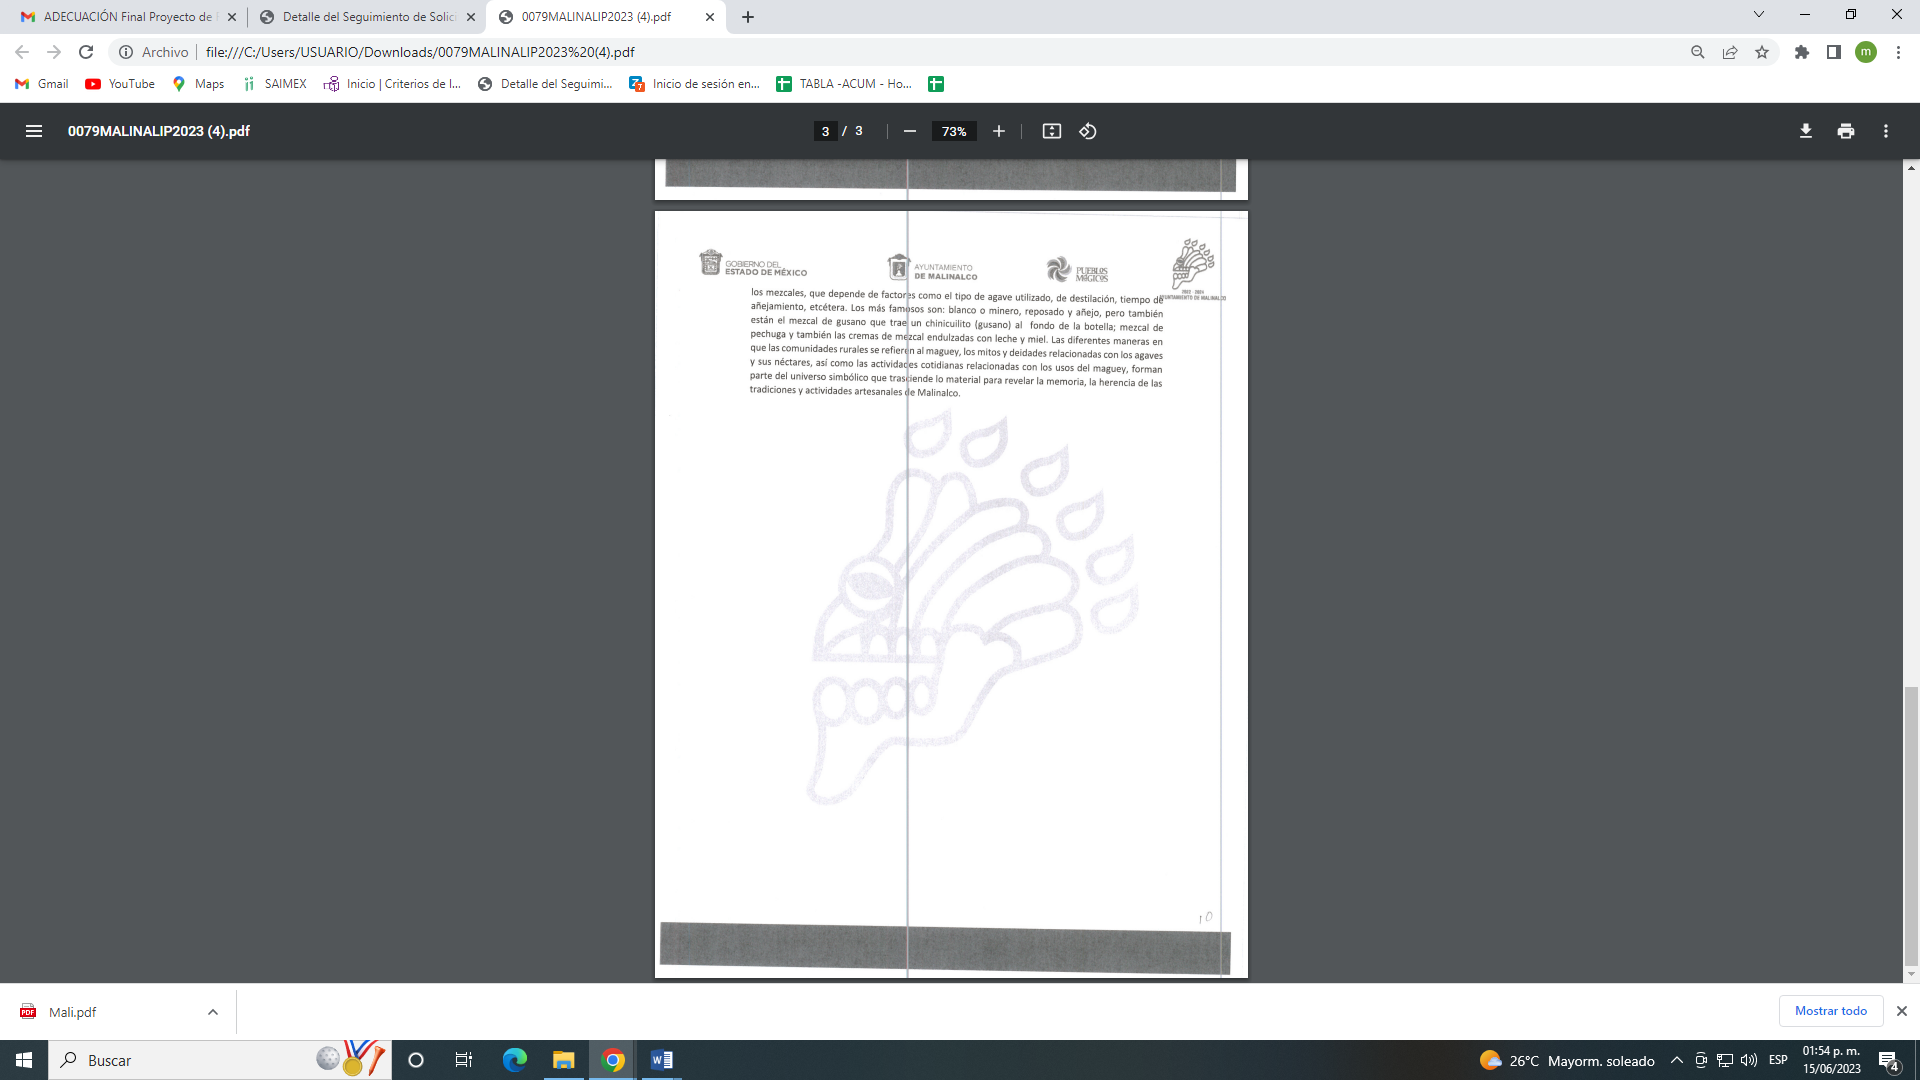 ADECUACIÓN Final Proyecto de
Detalle del Seguimiento de Solici
0079MALINALIP2023 (4).pdf
Archivo
file:///C:/Users/USUARIO/Downloads/0079MALINALIP2023%20(4).pdf
m
Gmail
YouTube
Maps
SAIMEX
Inicio | Criterios de l...
Detalle del Seguimi...
Inicio de sesión en...
TABLA -ACUM - Ho...
0079MALINALIP2023 (4).pdf
3 / 3
73%
GOBIERNO DEL
ESTADO DE MÉXICO
AYUNTAMIENTO
DE MALINALCO
PUEBLOS
MÁGICOS
2022 - 2024
AYUNTAMIENTO DE MALINALCO
los mezcales, que depende de factores como el tipo de agave utilizado, de destilación, tiempo de
añejamiento, etcétera. Los más famosos son: blanco o minero, reposado y añejo, pero también
están el mezcal de gusano que trae un chinicuilito (gusano) al fondo de la botella; mezcal de
pechuga y también las cremas de mezcal endulzadas con leche y miel. Las diferentes maneras en
que las comunidades rurales se refieren al maguey, los mitos y deidades relacionadas con los agaves
y sus néctares, así como las actividades cotidianas relacionadas con los usos del maguey, forman
parte del universo simbólico que trasciende lo material para revelar la memoria, la herencia de las
tradiciones y actividades artesanales de Malinalco.
10
Mali.pdf
Mostrar todo
Buscar
26°C Mayorm. soleado
ESP
01:54 p. m.
15/06/2023
4